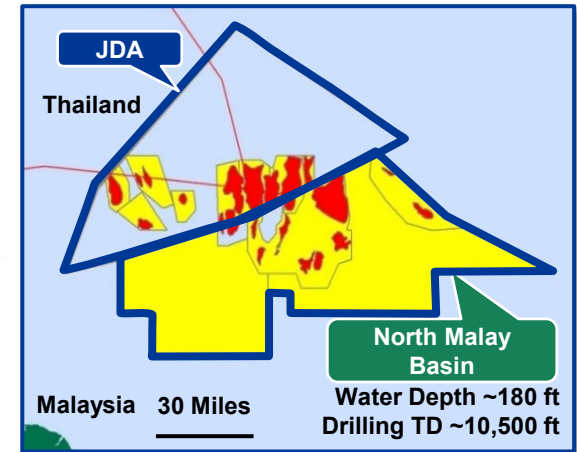 JDA
Thailand
North Malay
Basin
Water Depth ~180 ft
Malaysia 30 Miles
Drilling TD ~10,500 ft